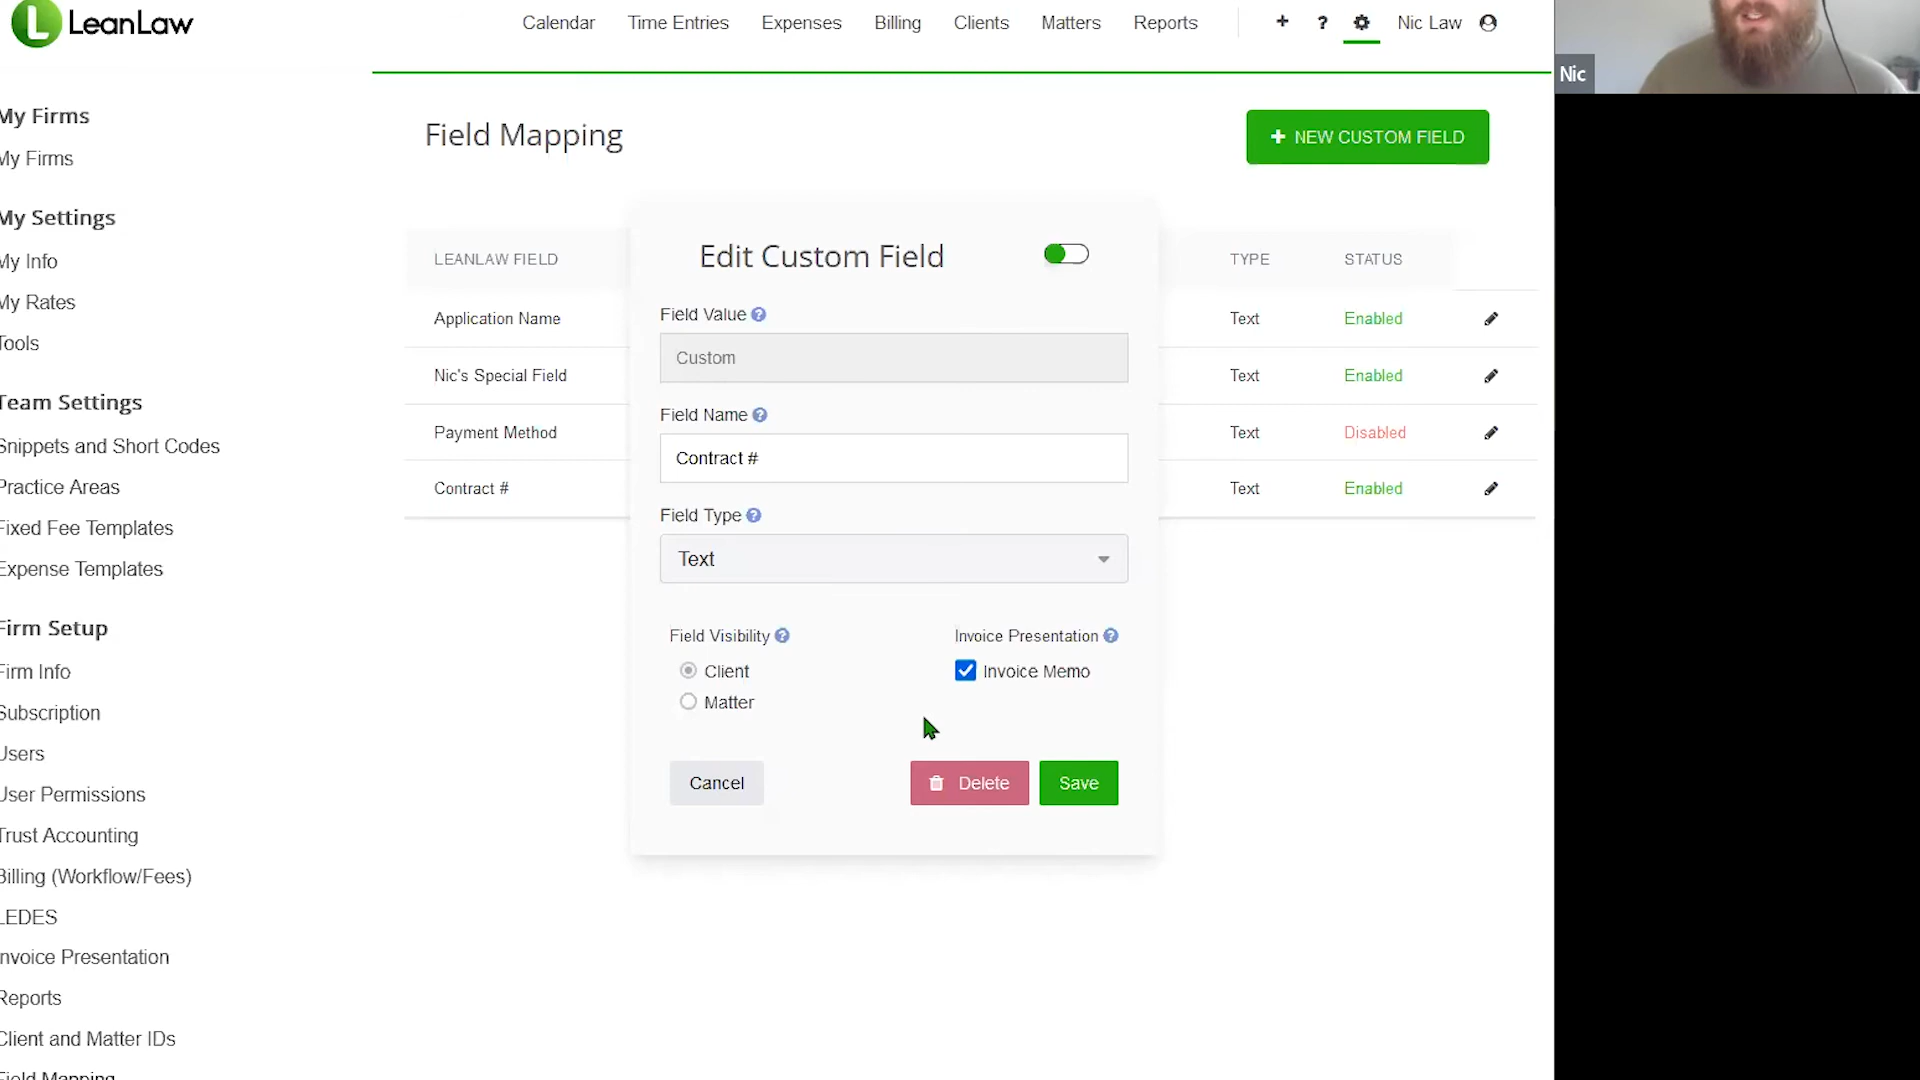 LeanLaw
Calendar
Time Entries
Expenses
Billing
Clients
Matters
Reports
+
?
Nic Law
Nic
My Firms
My Firms
My Settings
My Info
My Rates
Tools
Team Settings
Snippets and Short Codes
Practice Areas
Fixed Fee Templates
Expense Templates
Firm Setup
Firm Info
Subscription
Users
User Permissions
Trust Accounting
Billing (Workflow/Fees)
LEDES
Invoice Presentation
Reports
Client and Matter IDs
Field Mapping
Field Mapping
+ NEW CUSTOM FIELD
LEANLAW FIELD
TYPE
STATUS
Application Name
Text
Enabled
Nic's Special Field
Text
Enabled
Payment Method
Text
Disabled
Contract #
Text
Enabled
Edit Custom Field
Field Value ?
Custom
Field Name ?
Contract #
Field Type ?
Text
Field Visibility ?
Client
Matter
Invoice Presentation ?
Invoice Memo
Cancel
Delete
Save